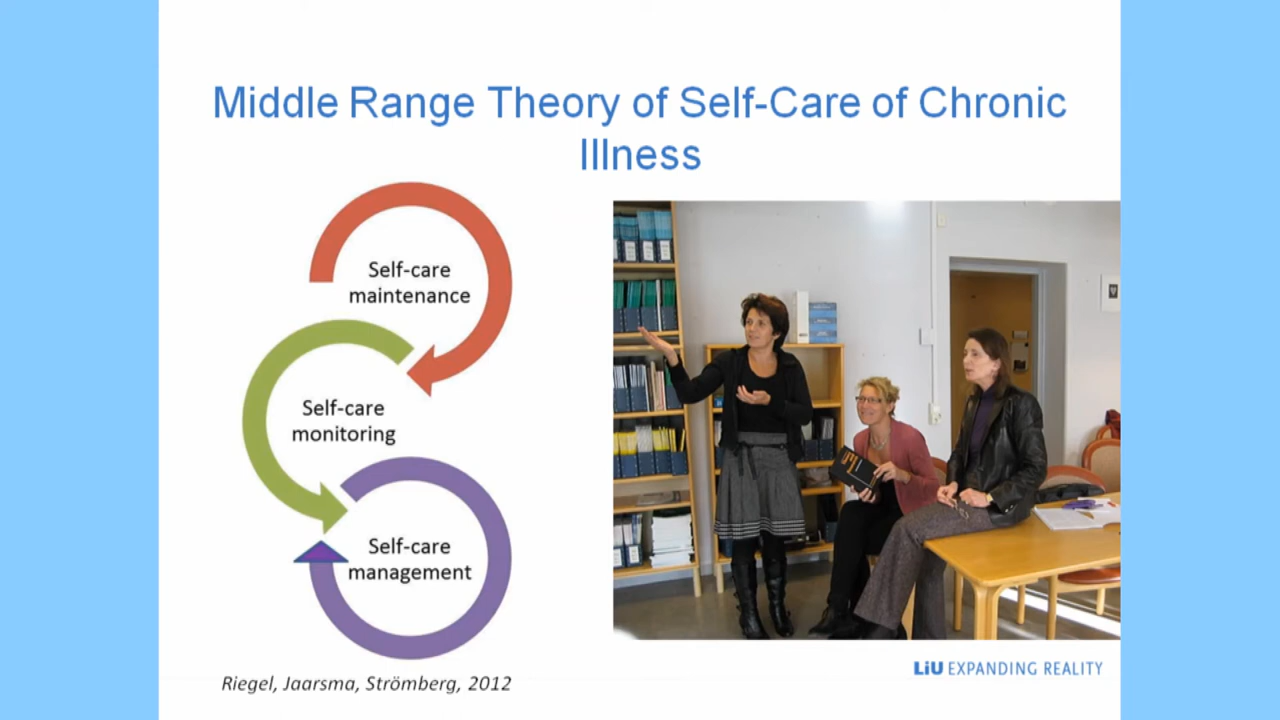 Middle Range Theory of Self-Care of Chronic
Illness
Self-care
maintenance
Self-care
monitoring
Self-care
management
Riegel, Jaarsma, Strömberg, 2012
LiU EXPANDING REALITY